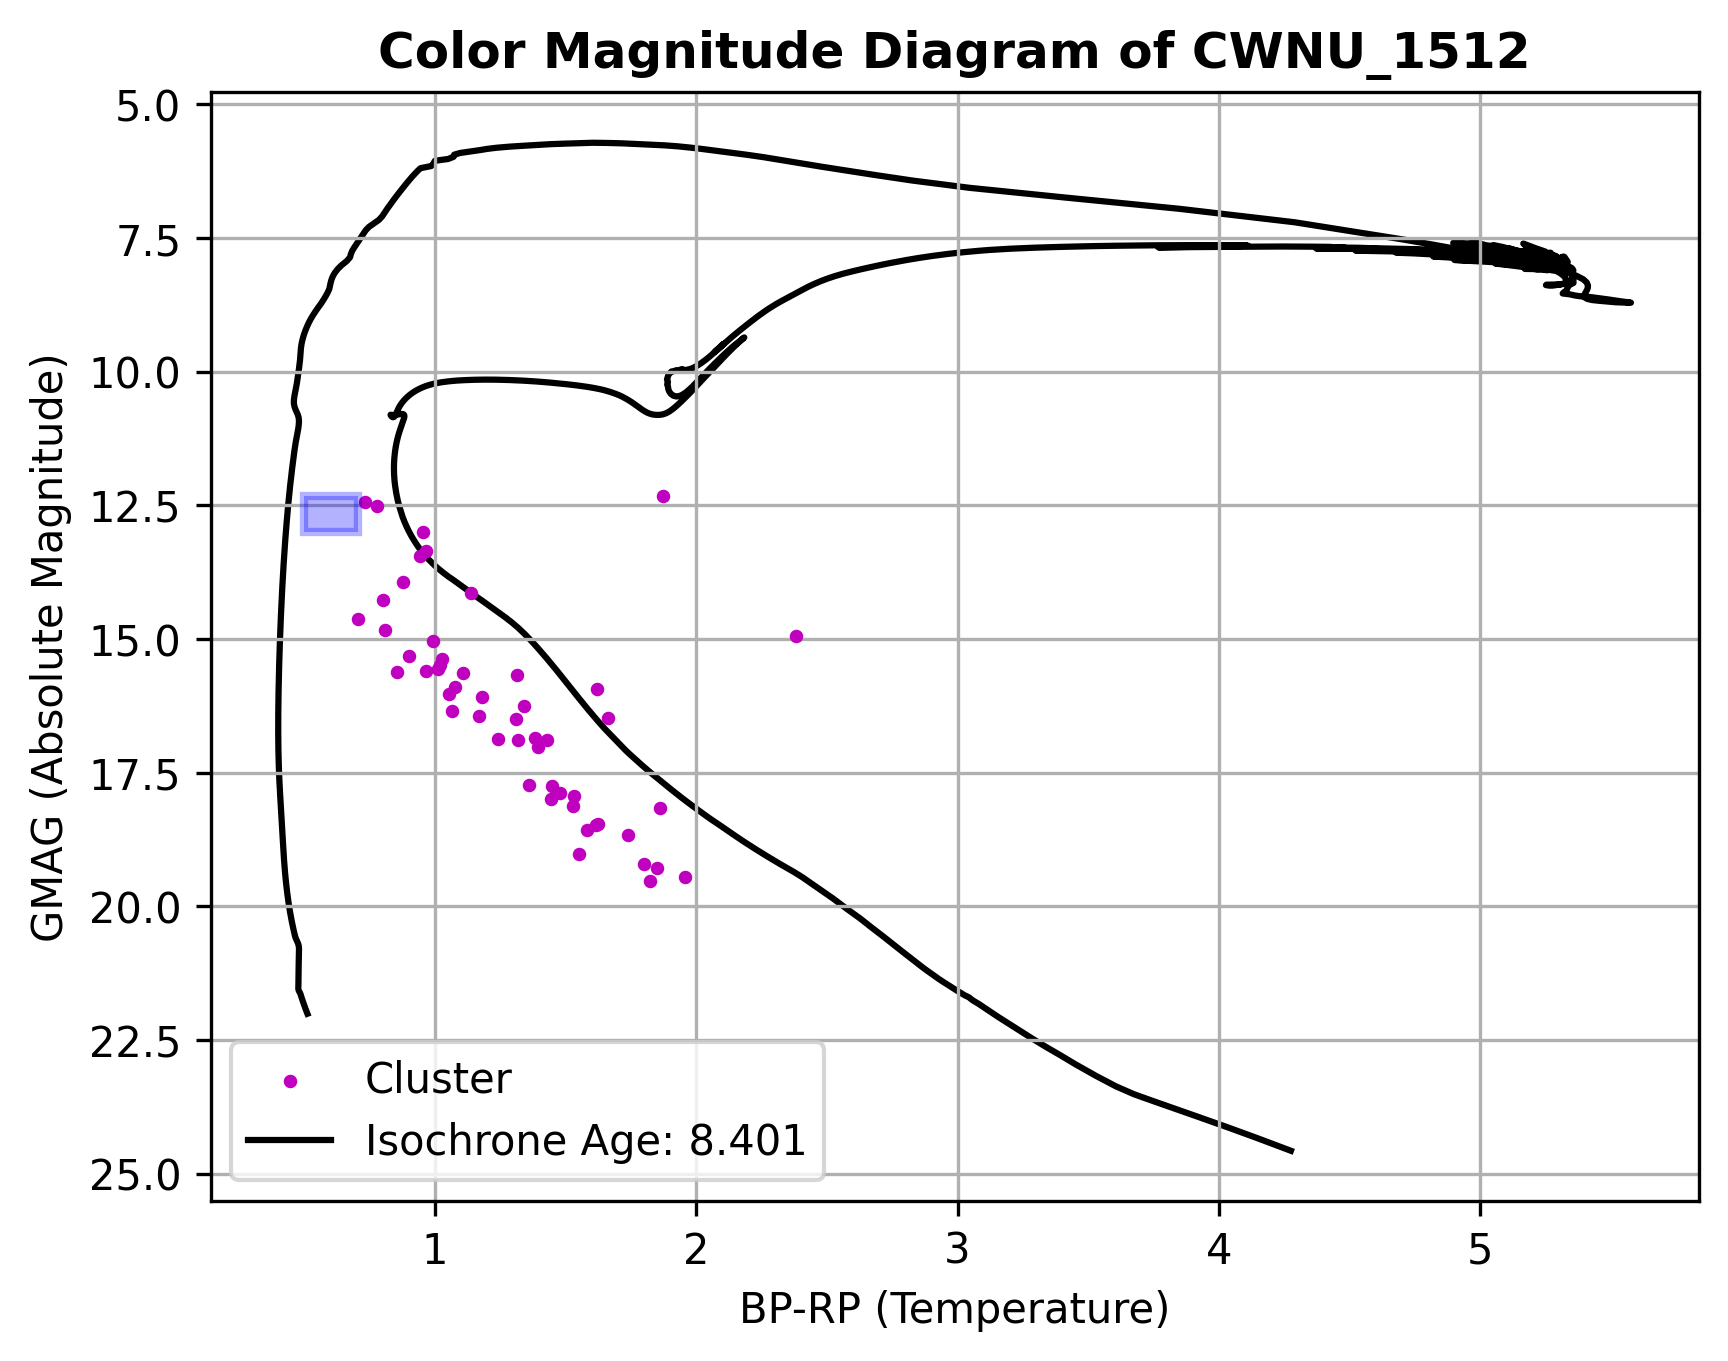 Color Magnitude Diagram of CWNU_1512
GMAG (Absolute Magnitude)
5.0
7.5
10.0
12.5
15.0
17.5
20.0
22.5
25.0
Cluster
Isochrone Age: 8.401
1 2 3 4 5
BP-RP (Temperature)